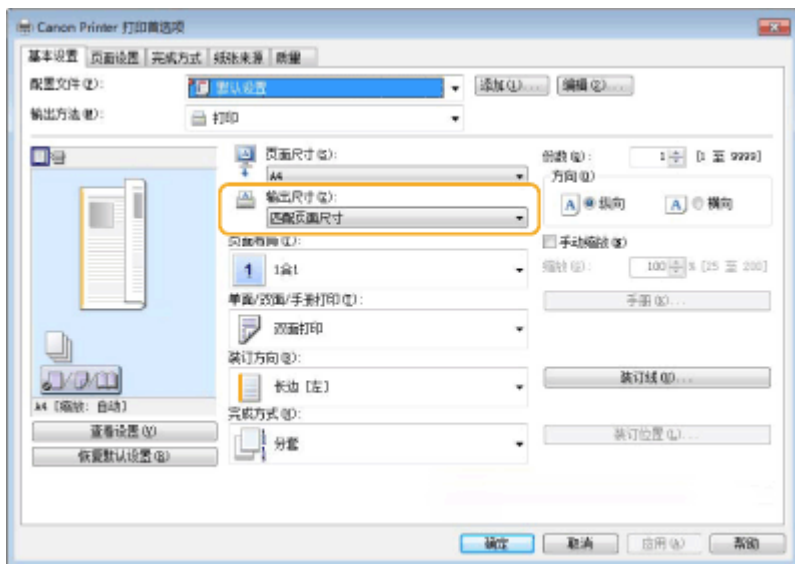 Canon Printer 打印首选项
基本设置 页面设置 完成方式 纸张来源 质量
配置文件(F): 默认设置 添加(1)... 编辑(2)...
输出方法(M): 打印
页面尺寸(G): 份数(Q): 1 [1 至 9999]
A4 方向(O)
输出尺寸(Z): A 纵向 A 横向
匹配页面尺寸
页面布局(L): 手动缩放(N)
1 1合1 缩放(S): 100 % [25 至 200]
单面/双面/手册打印(T): 手册(K)...
双面打印
装订方向(B): 装订线(U)...
长边 [左]
A4 [缩放: 自动] 完成方式(H):
查看设置(V) 分套 装订位置(L)...
恢复默认设置(R)
确定 取消 应用(A) 帮助